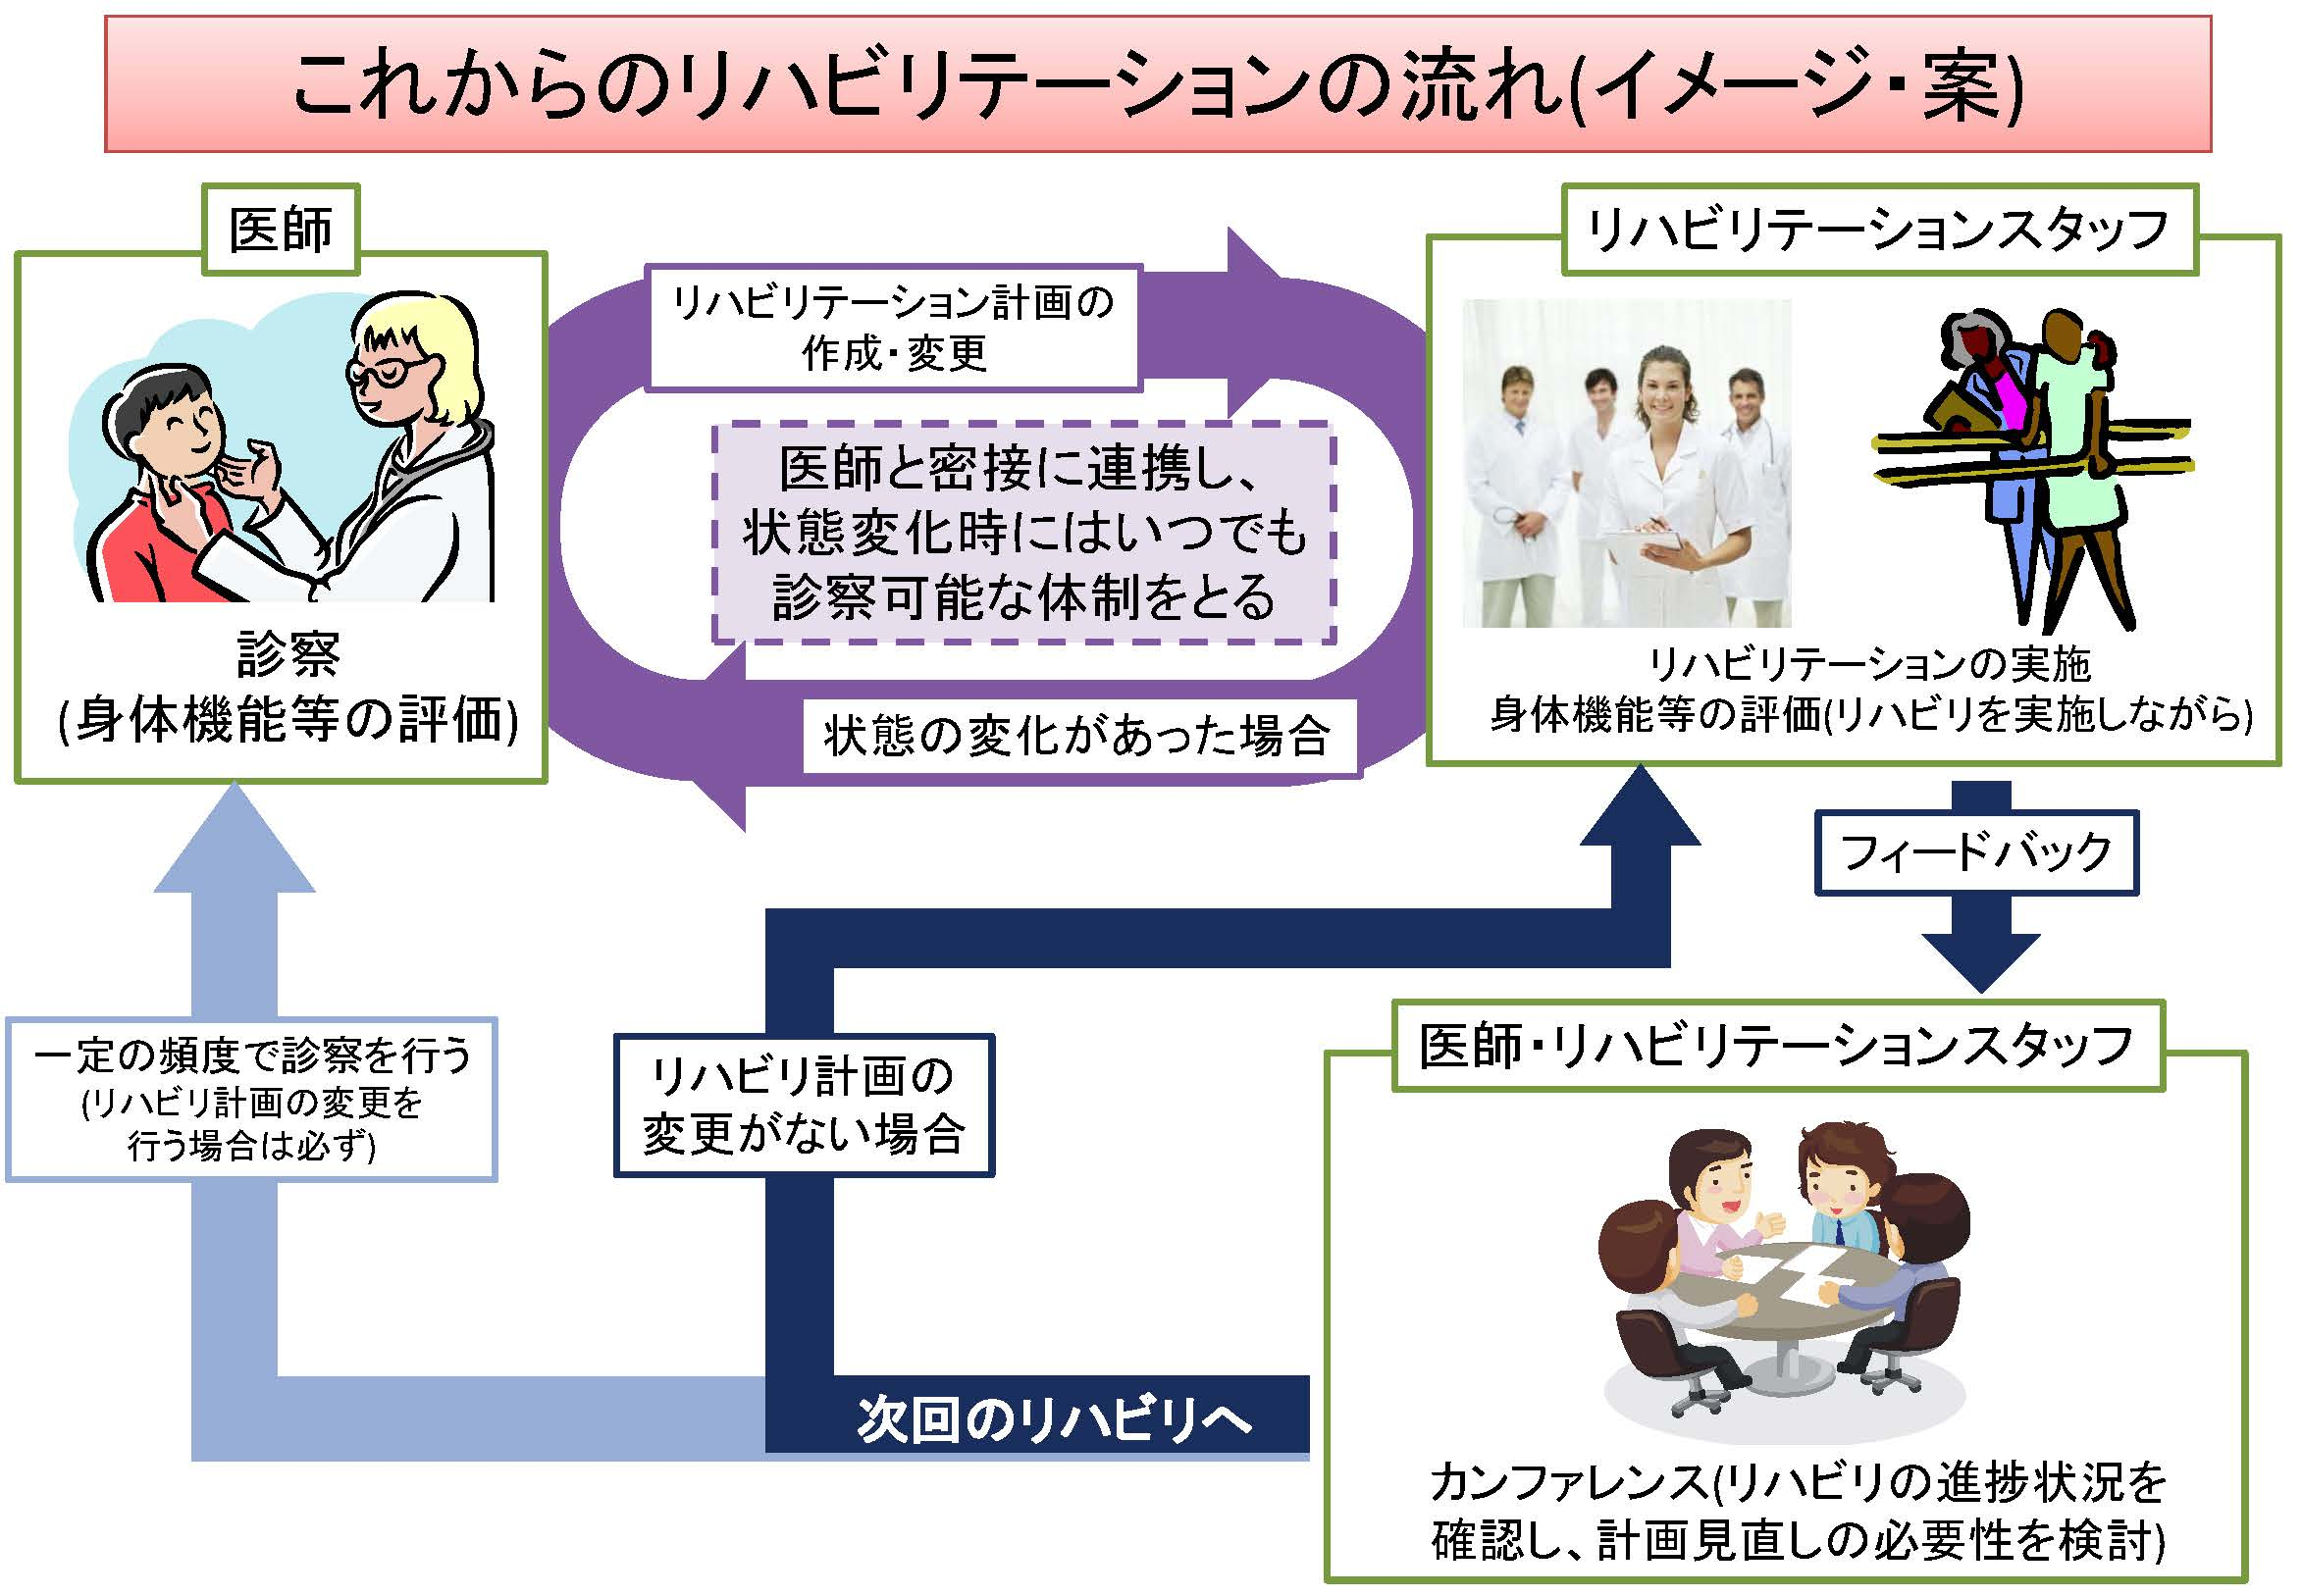 これからのリハビリテーションの流れ(イメージ・案)
医師
診察
(身体機能等の評価)
リハビリテーション計画の
作成・変更
医師と密接に連携し、
状態変化時にはいつでも
診察可能な体制をとる
状態の変化があった場合
リハビリテーションスタッフ
リハビリテーションの実施
身体機能等の評価(リハビリを実施しながら)
フィードバック
医師・リハビリテーションスタッフ
カンファレンス(リハビリの進捗状況を
確認し、計画見直しの必要性を検討)
次回のリハビリへ
リハビリ計画の
変更がない場合
一定の頻度で診察を行う
(リハビリ計画の変更を
行う場合は必ず)